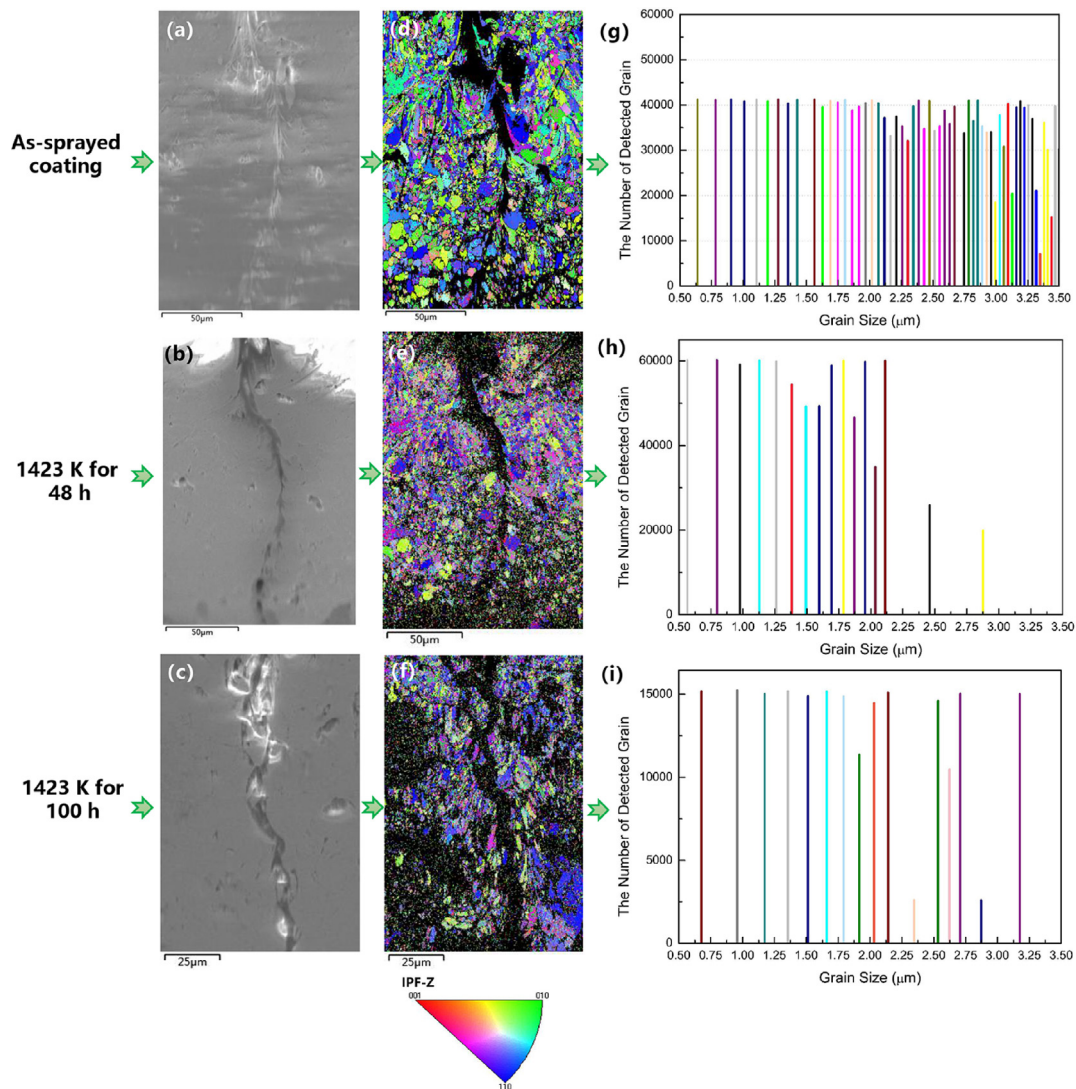 (a)
(d)
(g)
As-sprayed
coating
50μm
50μm
The Number of Detected Grain
60000
50000
40000
30000
20000
10000
0
0.50 0.75 1.00 1.25 1.50 1.75 2.00 2.25 2.50 2.75 3.00 3.25 3.50
Grain Size (μm)
(b)
(e)
(h)
1423 K for
48 h
50μm
50μm
The Number of Detected Grain
60000
40000
20000
0
0.50 0.75 1.00 1.25 1.50 1.75 2.00 2.25 2.50 2.75 3.00 3.25 3.50
Grain Size (μm)
(c)
(f)
(i)
1423 K for
100 h
25μm
25μm
The Number of Detected Grain
15000
10000
5000
0
0.50 0.75 1.00 1.25 1.50 1.75 2.00 2.25 2.50 2.75 3.00 3.25 3.50
Grain Size (μm)
IPF-Z
001 010
110